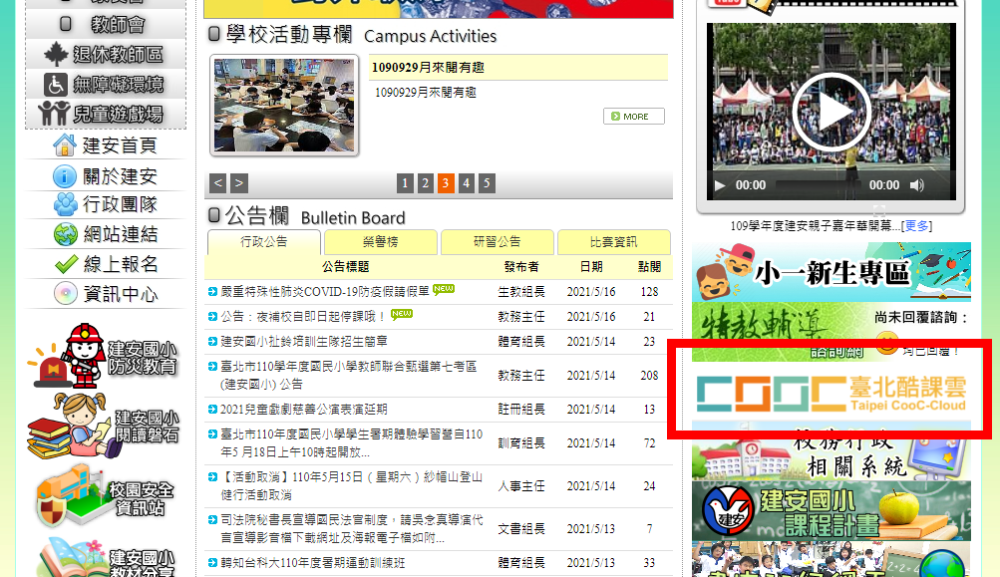 教師會
退休教師區
無障礙環境
兒童遊戲場
建安首頁
關於建安
行政團隊
網站連結
線上報名
資訊中心
建安國小
防災教育
建安國小
閱讀磐石
校園安全
資訊站
建安國小
學校活動專欄 Campus Activities
1090929月來閱有趣
1090929月來閱有趣
MORE
< > 1 2 3 4 5
公告欄 Bulletin Board
行政公告 榮譽榜 研習公告 比賽資訊
公告標題 發布者 日期 點閱
嚴重特殊性肺炎COVID-19防疫假請假單 NEW 生教組長 2021/5/16 128
公告：夜補校自即日起停課哦！ NEW 教務主任 2021/5/16 21
建安國小扯鈴培訓生隊招生簡章 體育組長 2021/5/14 23
臺北市110學年度國民小學教師聯合甄選第七考區
(建安國小) 公告 教務主任 2021/5/14 208
2021兒童戲劇慈善公演表演延期 註冊組長 2021/5/14 13
臺北市110年度國民小學學生暑期體驗學習營自110
年5 月18日上午10時起開放... 訓育組長 2021/5/14 72
【活動取消】110年5月15日（星期六）紗帽山登山
健行活動取消 人事主任 2021/5/14 24
司法院秘書長宣導國民法官制度，請吳念真導演代
言宣導影音檔下載網址及海報電子檔如附... 文書組長 2021/5/13 7
轉知台科大110年度暑期運動訓練班 體育組長 2021/5/13 33
00:00 00:00
109學年度建安親子嘉年華開幕...[更多]
小一新生專區
特教輔導
諮詢網
尚未回覆諮詢：
均已回覆！
COOC 臺北酷課雲
Taipei CooC-Cloud
校務行政
相關系統
建安
建安國小
課程計畫